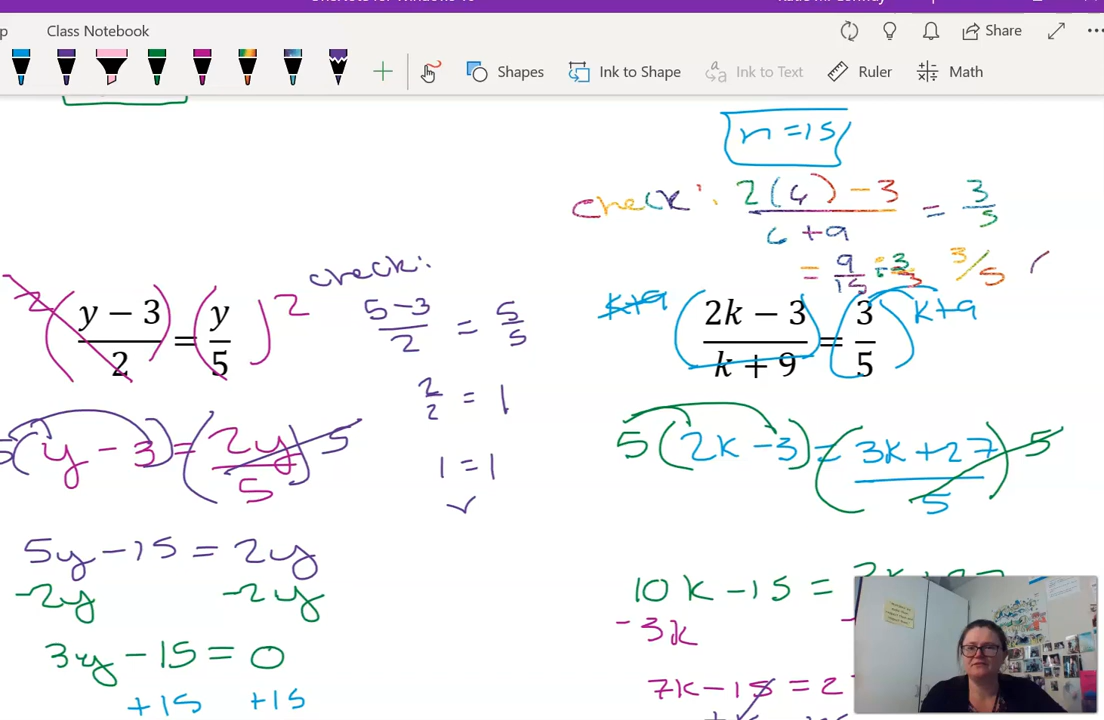 Class Notebook
Share
Shapes
Ink to Shape
Ink to Text
Ruler
Math
n = 15
check: 2(6) - 3 / 6 + 9 = 3/5
= 9/15 ÷ 3/3 3/5
check:
2 (y - 3 / 2) = (y / 5) 2
5 - 3 / 2 = 5/5
2/2 = 1
1 = 1 ✓
5(y - 3) = (2y / 5) 5
5y - 15 = 2y
-2y -2y
3y - 15 = 0
+15 +15
k+9 (2k - 3 / k + 9) = (3 / 5) k+9
5(2k - 3) = (3k + 27 / 5) 5
10k - 15 =
-3k
7k - 15 = 2